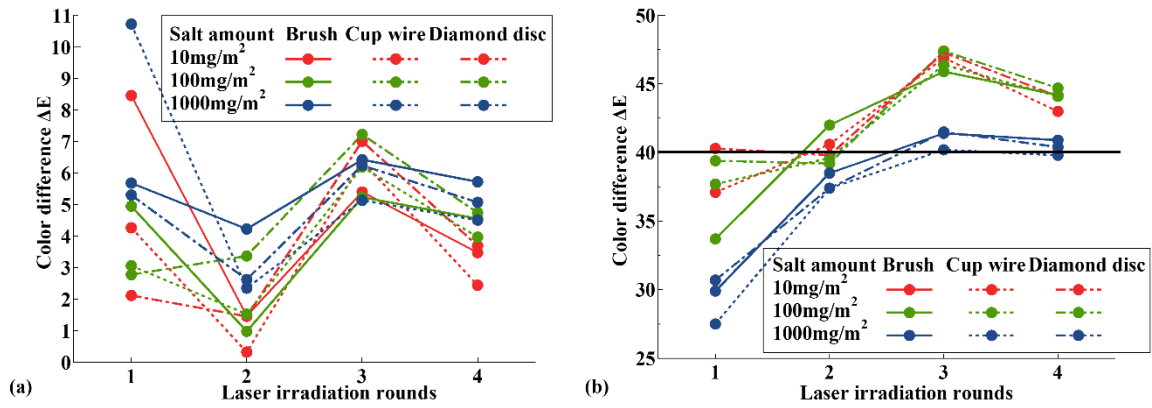 11
10
9
8
7
6
5
4
3
2
1
0
Color difference ΔE
Salt amount Brush Cup wire Diamond disc
10mg/m²
100mg/m²
1000mg/m²
1 2 3 4
Laser irradiation rounds
(a)
50
45
40
35
30
25
Color difference ΔE
Salt amount Brush Cup wire Diamond disc
10mg/m²
100mg/m²
1000mg/m²
1 2 3 4
Laser irradiation rounds
(b)